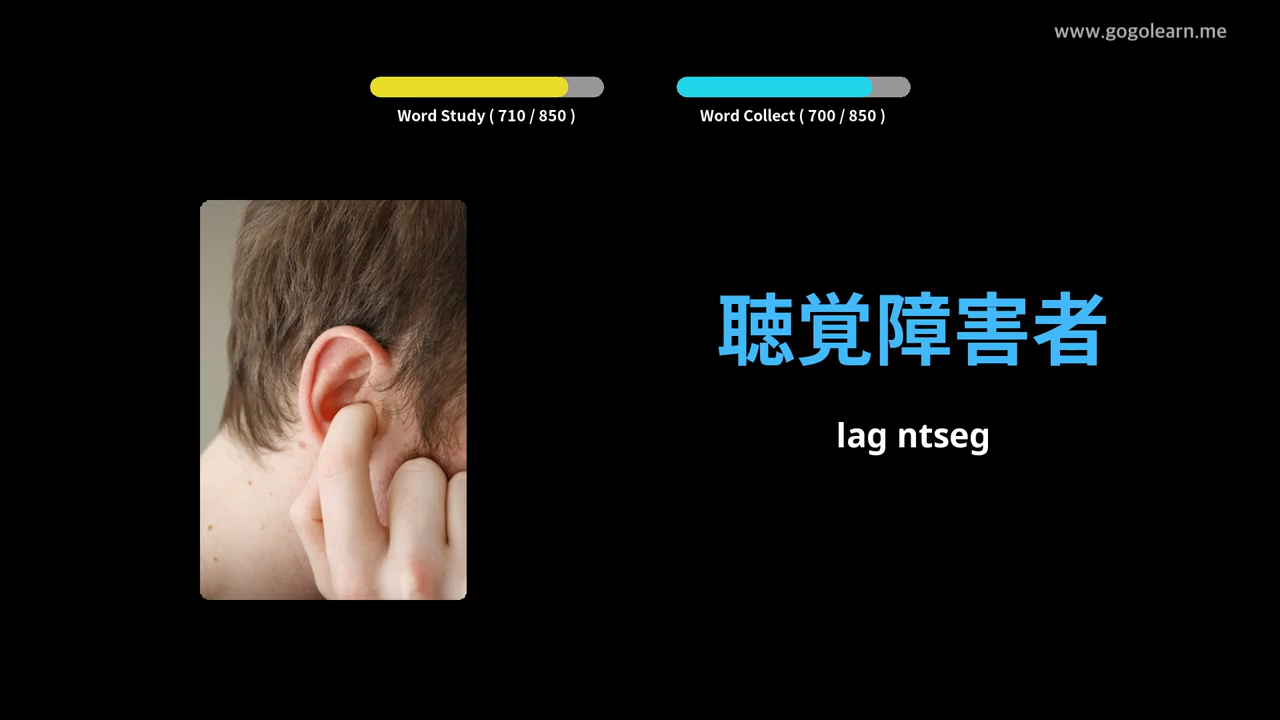 www.gogolearn.me
Word Study ( 710 / 850 )
Word Collect ( 700 / 850 )
聴覚障害者
lag ntseg